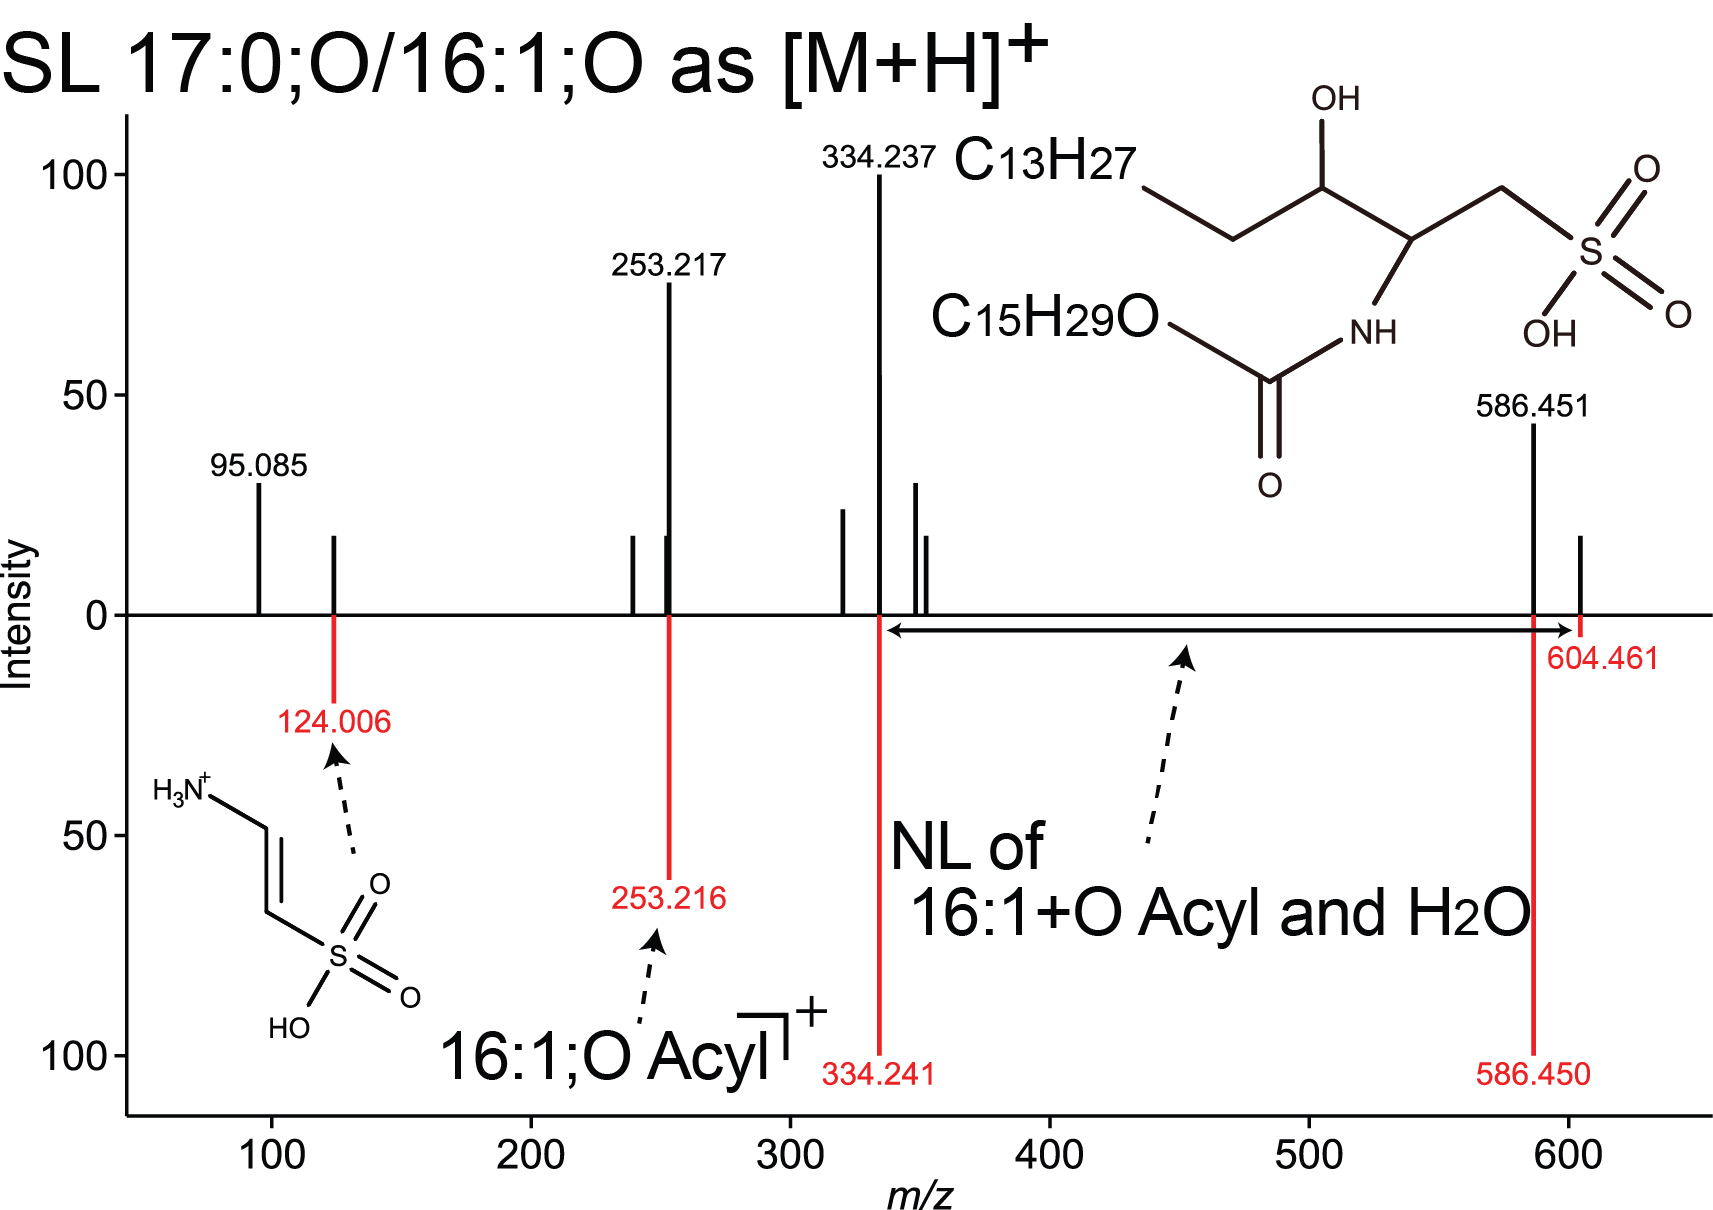 SL 17:0;O/16:1;O as [M+H]+
OH
334.237
C13H27
O
100
253.217
S
C15H29O
NH
OH
O
50
586.451
95.085
O
Intensity
0
604.461
124.006
H3N+
50
NL of
16:1+O Acyl and H2O
253.216
O
S
O
HO
16:1;O Acyl +
100
334.241
586.450
100 200 300 400 500 600
m/z